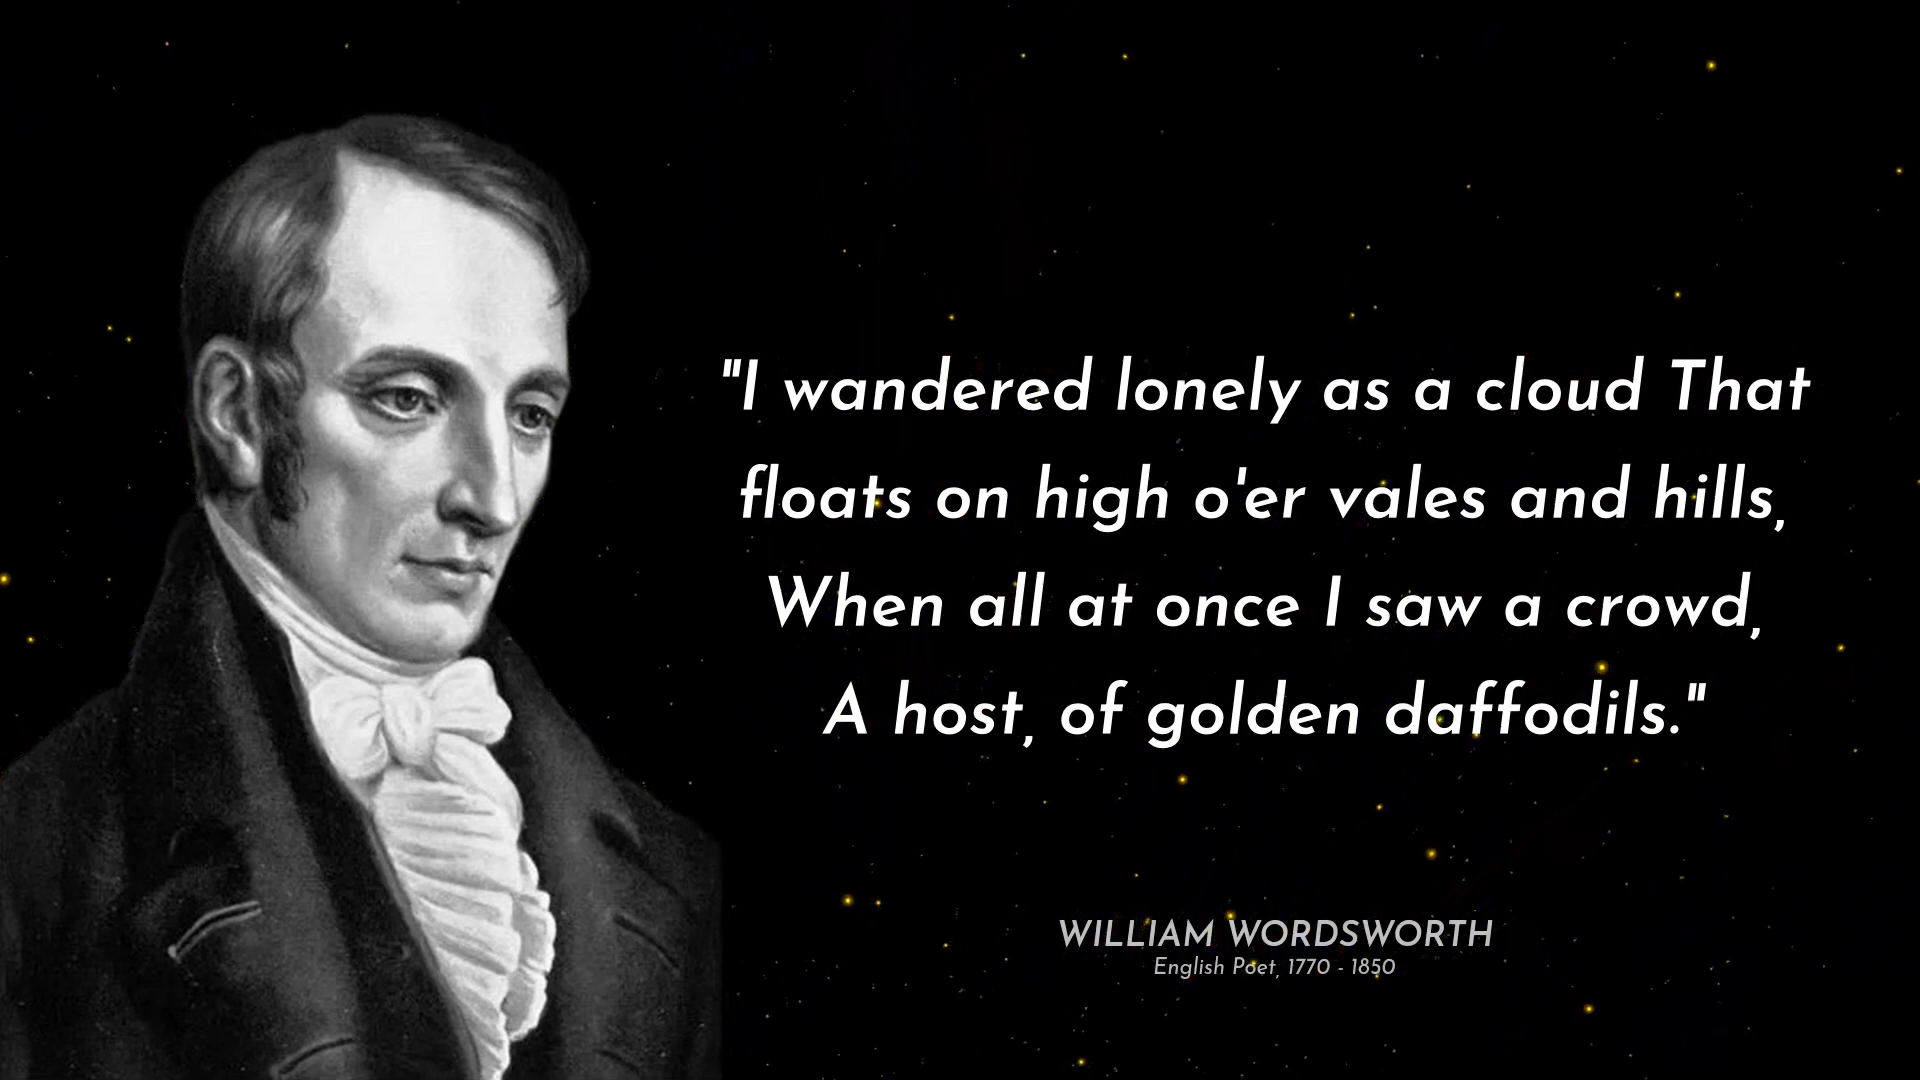 "I wandered lonely as a cloud That
floats on high o'er vales and hills,
When all at once I saw a crowd,
A host, of golden daffodils."
WILLIAM WORDSWORTH
English Poet, 1770 - 1850